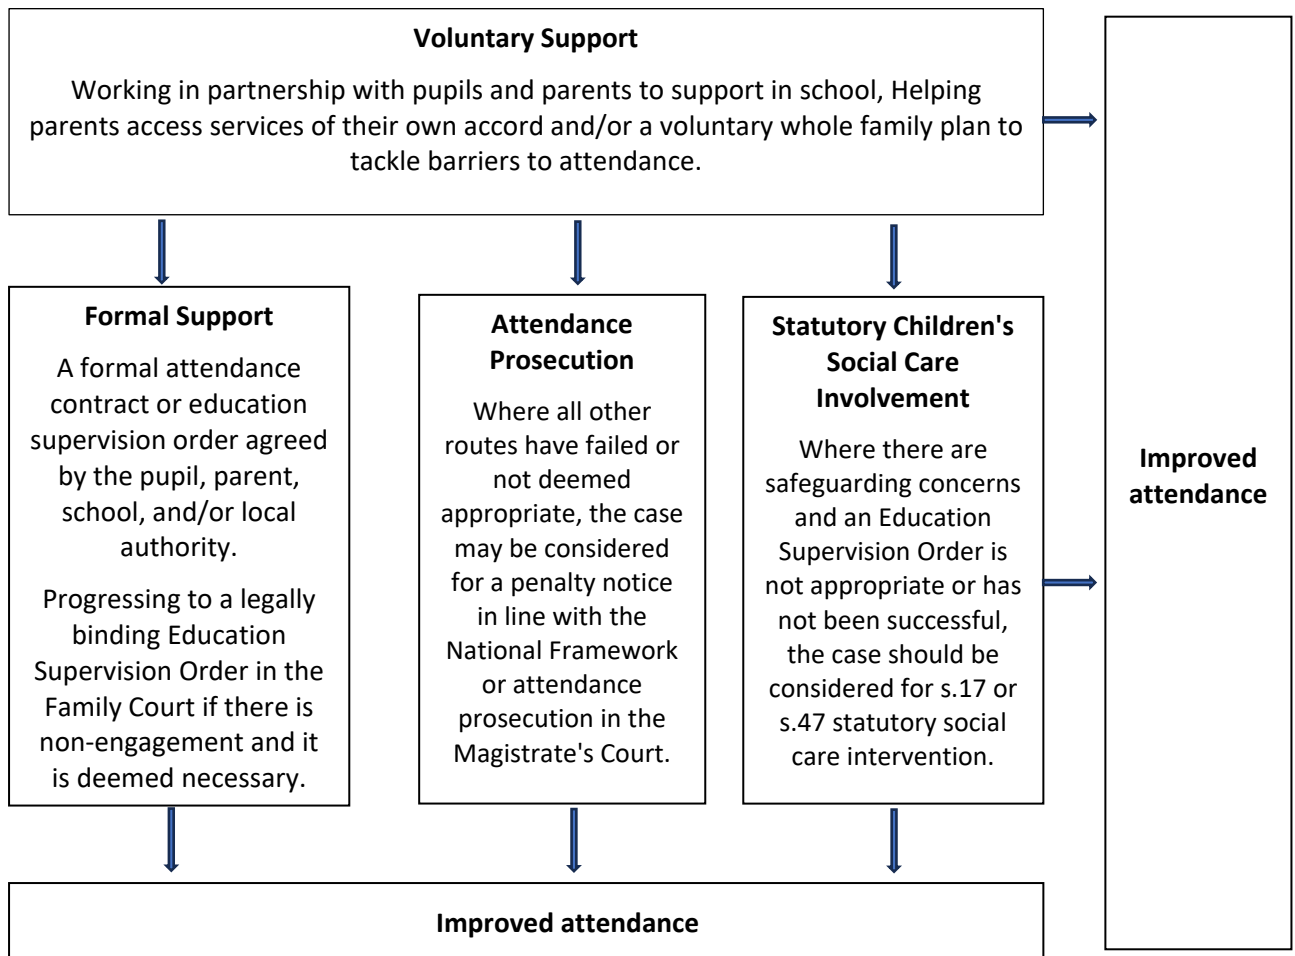 Voluntary Support
Working in partnership with pupils and parents to support in school, Helping
parents access services of their own accord and/or a voluntary whole family plan to
tackle barriers to attendance.
Formal Support
A formal attendance
contract or education
supervision order agreed
by the pupil, parent,
school, and/or local
authority.
Progressing to a legally
binding Education
Supervision Order in the
Family Court if there is
non-engagement and it
is deemed necessary.
Attendance
Prosecution
Where all other
routes have failed or
not deemed
appropriate, the case
may be considered
for a penalty notice
in line with the
National Framework
or attendance
prosecution in the
Magistrate's Court.
Statutory Children's
Social Care
Involvement
Where there are
safeguarding concerns
and an Education
Supervision Order is
not appropriate or has
not been successful,
the case should be
considered for s.17 or
s.47 statutory social
care intervention.
Improved
attendance
Improved attendance